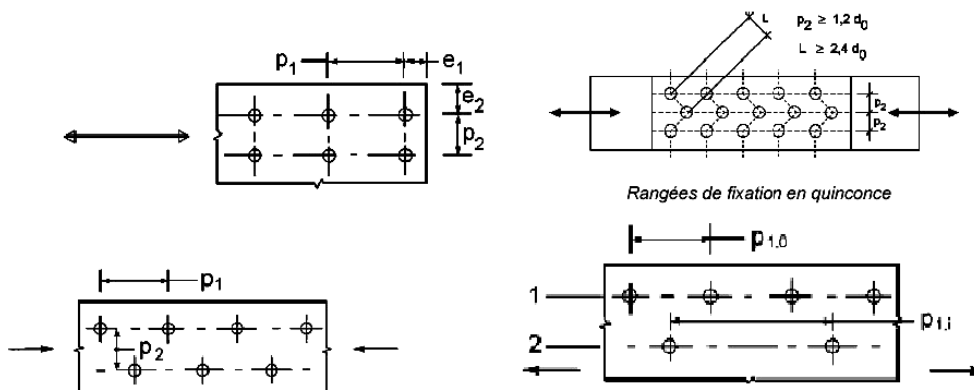 p1
e1
e2
p2
L
p2 ≥ 1,2 d0
L ≥ 2,4 d0
p2
p2
Rangées de fixation en quinconce
p1
p2
p1,0
1
p1,i
2